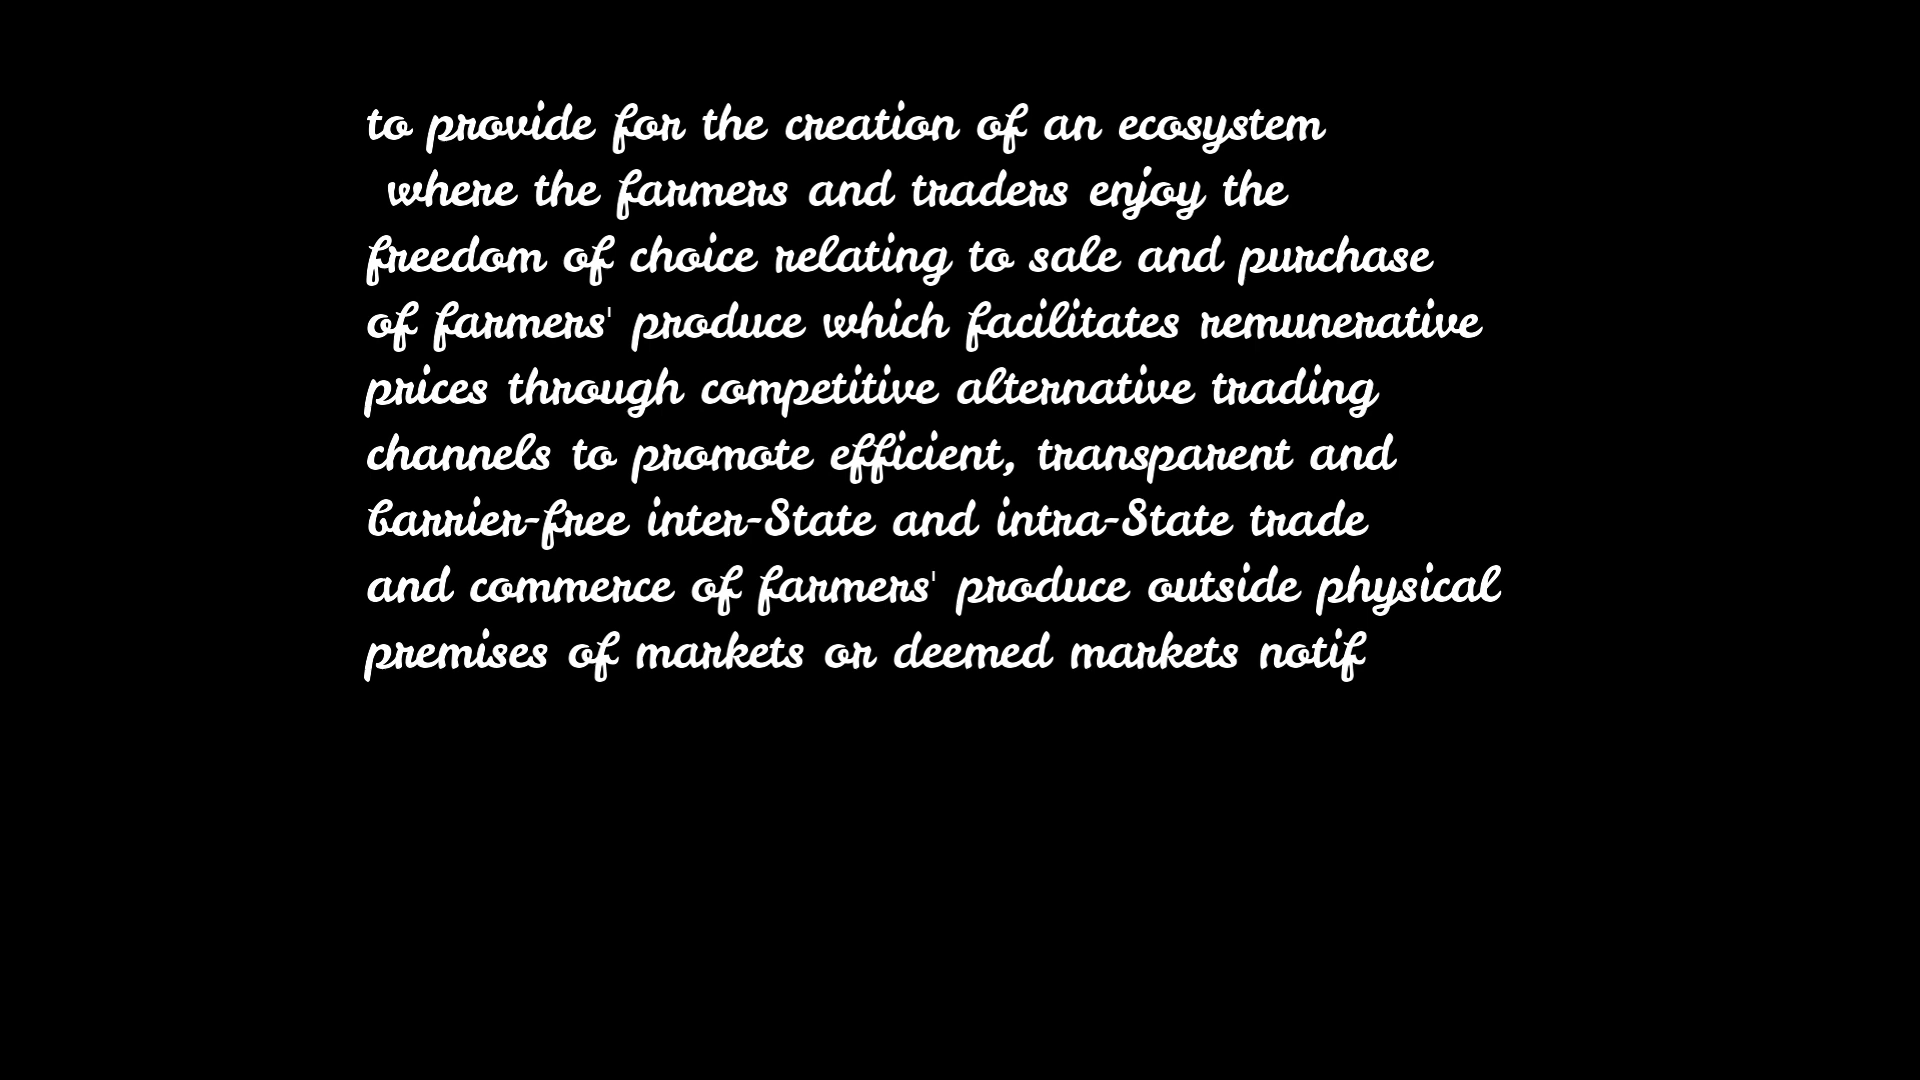 to provide for the creation of an ecosystem
where the farmers and traders enjoy the
freedom of choice relating to sale and purchase
of farmers' produce which facilitates remunerative
prices through competitive alternative trading
channels to promote efficient, transparent and
barrier-free inter-State and intra-State trade
and commerce of farmers' produce outside physical
premises of markets or deemed markets notif